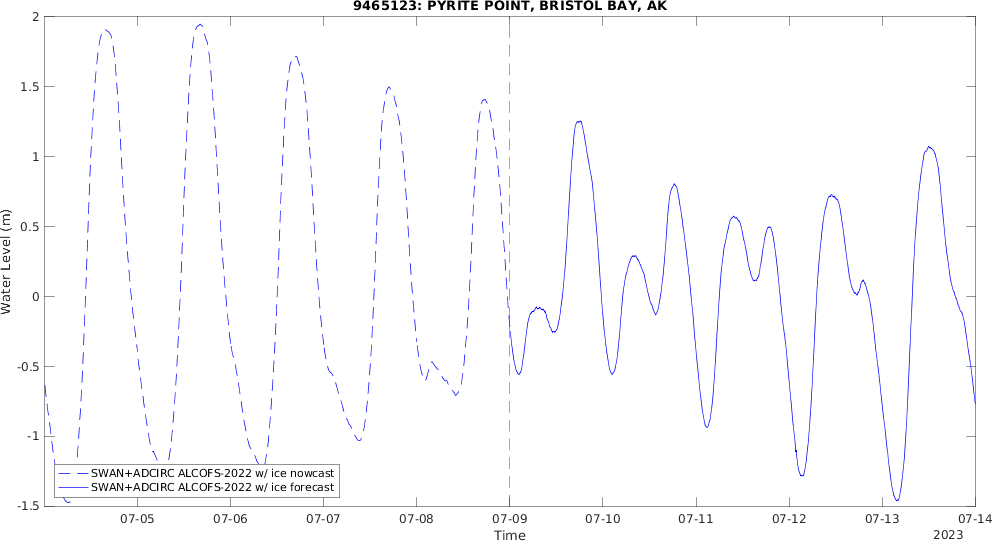 9465123: PYRITE POINT, BRISTOL BAY, AK
Water Level (m)
2
1.5
1
0.5
0
-0.5
-1
-1.5
SWAN+ADCIRC ALCOFS-2022 w/ ice nowcast
SWAN+ADCIRC ALCOFS-2022 w/ ice forecast
07-05 07-06 07-07 07-08 07-09 07-10 07-11 07-12 07-13 07-14
Time
2023